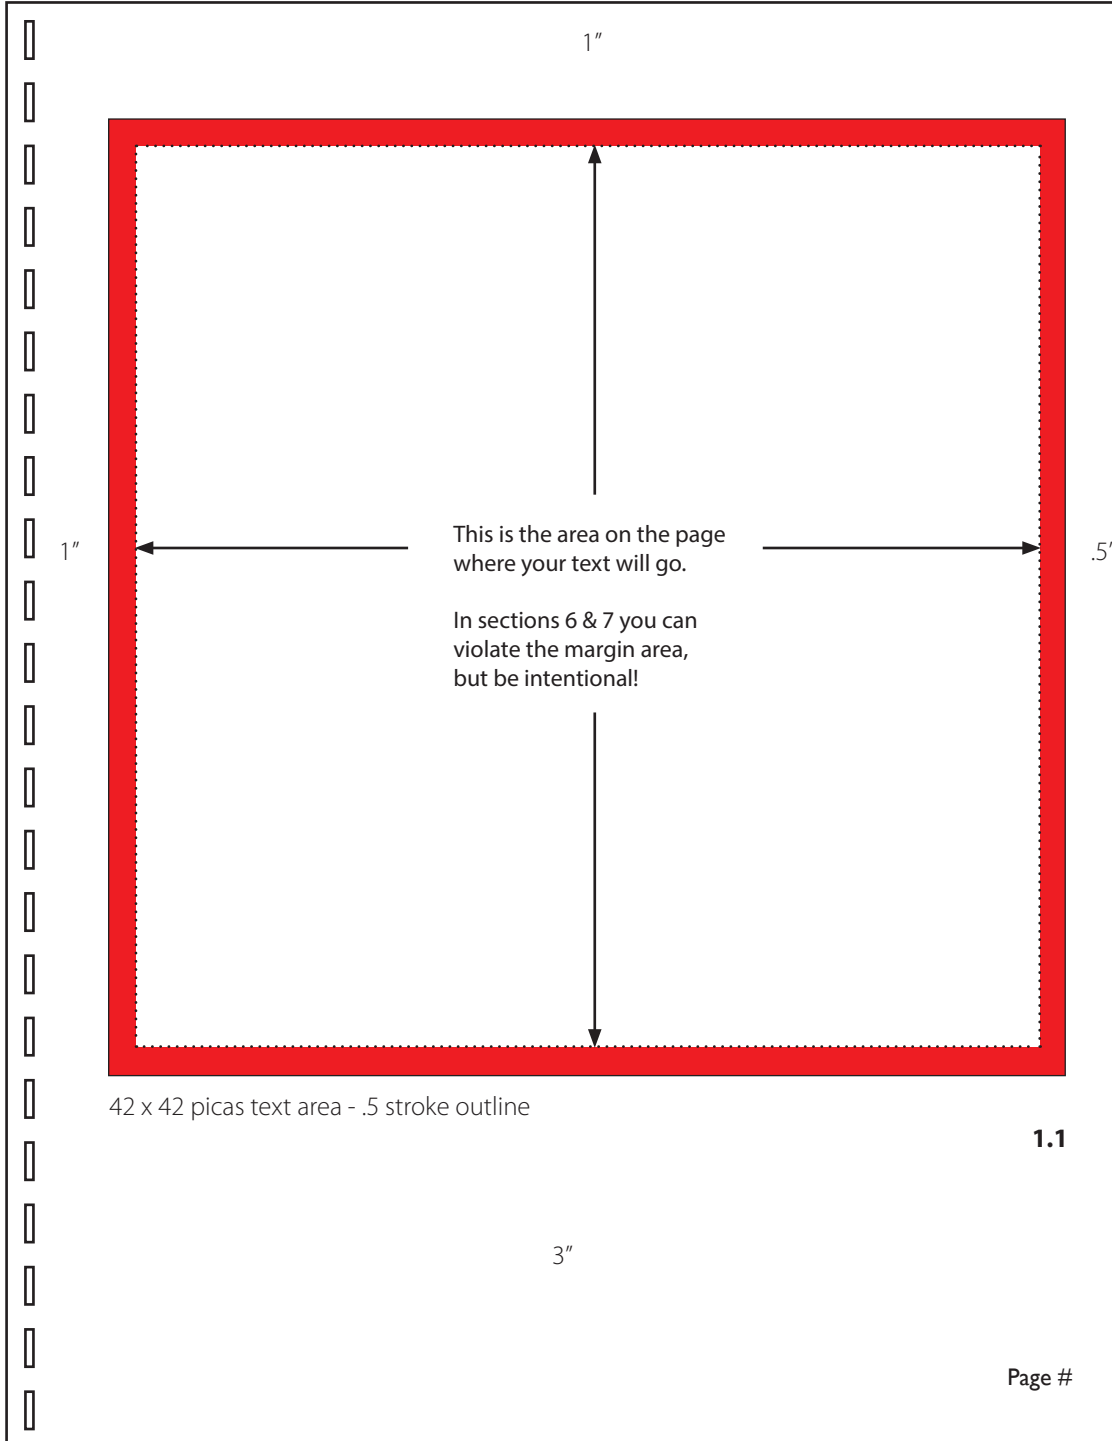 1″
1″
.5″
This is the area on the page
where your text will go.
In sections 6 & 7 you can
violate the margin area,
but be intentional!
42 x 42 picas text area - .5 stroke outline
1.1
3″
Page #